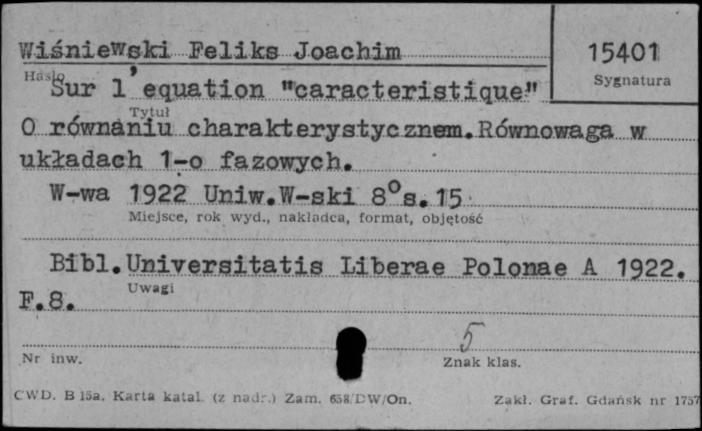 Wiśniewski Feliks Joachim
15401
Hasło
Sygnatura
Sur l'equation "caracteristique"
Tytuł
O równaniu charakterystycznem. Równowaga w
układach 1-o fazowych.
W-wa 1922 Uniw.W-ski 8°s.15
Miejsce, rok wyd., nakładca, format, objętość
Bibl.Universitatis Liberae Polonae A 1922.
Uwagi
F.8.
5
Nr inw.
Znak klas.
CWD. B 15a. Karta katal. (z nadr.) Zam. 658/DW/On.
Zakł. Graf. Gdańsk nr 1757